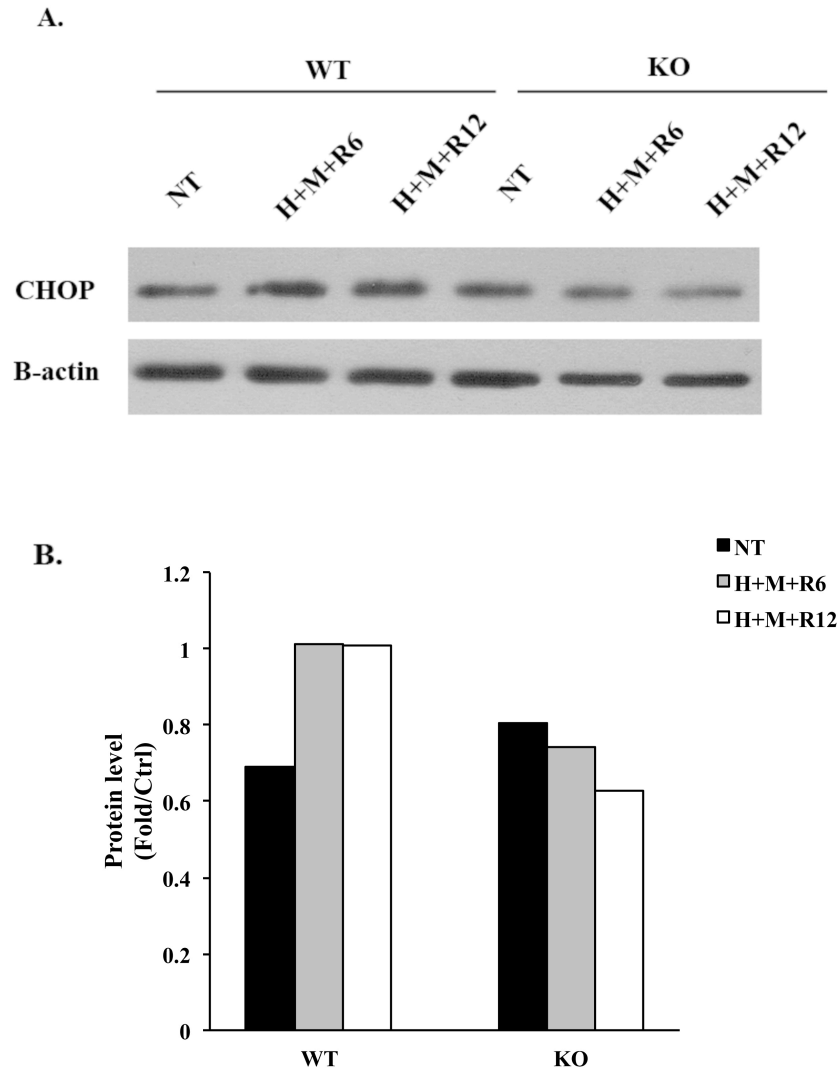 A.
WT KO
NT H+M+R6 H+M+R12 NT H+M+R6 H+M+R12
CHOP
B-actin
B.
NT
H+M+R6
H+M+R12
1.2
1
0.8
0.6
0.4
0.2
0
Protein level
(Fold/Ctrl)
WT KO